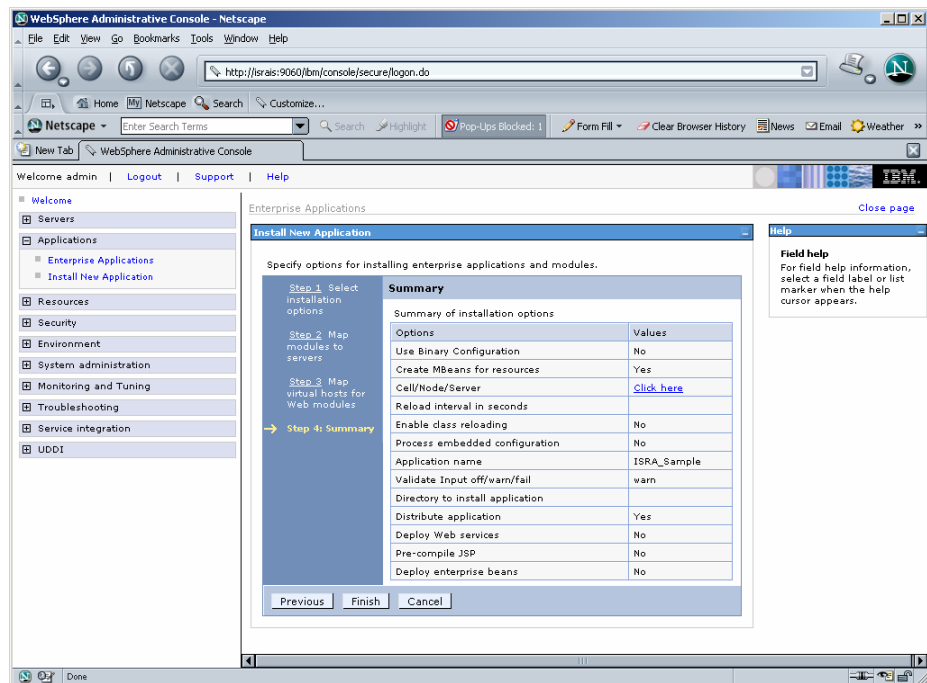 WebSphere Administrative Console - Netscape
File Edit View Go Bookmarks Tools Window Help
http://israis:9060/ibm/console/secure/logon.do
Home My Netscape Search Customize...
Netscape Enter Search Terms Search Highlight Pop-Ups Blocked: 1 Form Fill Clear Browser History News Email Weather »
New Tab WebSphere Administrative Console
Welcome admin | Logout | Support | Help IBM.
Welcome
Servers
Applications
Enterprise Applications
Install New Application
Resources
Security
Environment
System administration
Monitoring and Tuning
Troubleshooting
Service integration
UDDI
Enterprise Applications Close page
Install New Application
Specify options for installing enterprise applications and modules.
Step 1 Select
installation
options
Step 2 Map
modules to
servers
Step 3 Map
virtual hosts for
Web modules
Step 4: Summary
Summary
Summary of installation options
Options Values
Use Binary Configuration No
Create MBeans for resources Yes
Cell/Node/Server Click here
Reload interval in seconds
Enable class reloading No
Process embedded configuration No
Application name ISRA_Sample
Validate Input off/warn/fail warn
Directory to install application
Distribute application Yes
Deploy Web services No
Pre-compile JSP No
Deploy enterprise beans No
Previous Finish Cancel
Help
Field help
For field help information,
select a field label or list
marker when the help
cursor appears.
Done